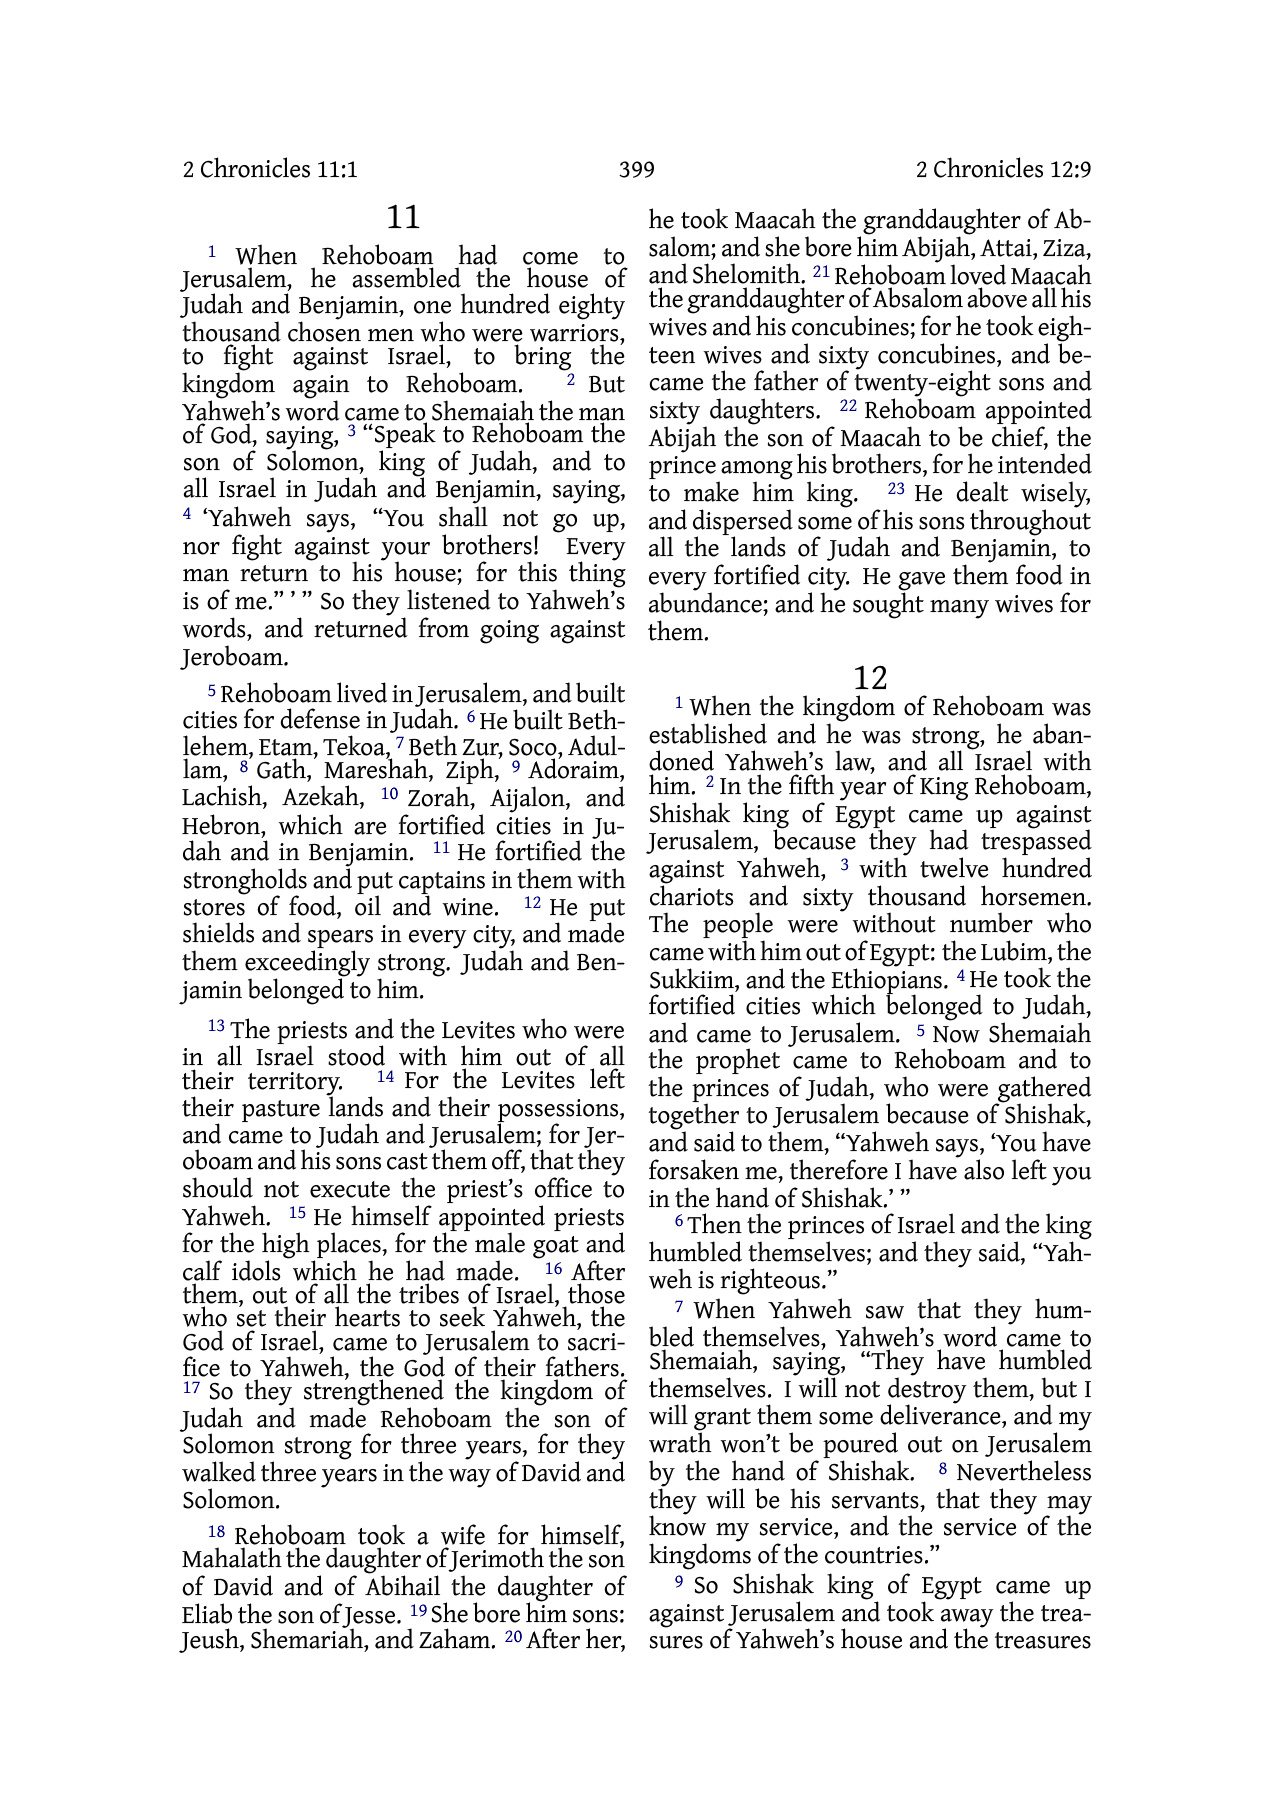 2 Chronicles 11:1 399 2 Chronicles 12:9
11
1 When Rehoboam had come to
Jerusalem, he assembled the house of
Judah and Benjamin, one hundred eighty
thousand chosen men who were warriors,
to fight against Israel, to bring the
kingdom again to Rehoboam. 2 But
Yahweh’s word came to Shemaiah the man
of God, saying, 3 “Speak to Rehoboam the
son of Solomon, king of Judah, and to
all Israel in Judah and Benjamin, saying,
4 ‘Yahweh says, “You shall not go up,
nor fight against your brothers! Every
man return to his house; for this thing
is of me.” ’ ” So they listened to Yahweh’s
words, and returned from going against
Jeroboam.
5 Rehoboam lived in Jerusalem, and built
cities for defense in Judah. 6 He built Beth-
lehem, Etam, Tekoa, 7 Beth Zur, Soco, Adul-
lam, 8 Gath, Mareshah, Ziph, 9 Adoraim,
Lachish, Azekah, 10 Zorah, Aijalon, and
Hebron, which are fortified cities in Ju-
dah and in Benjamin. 11 He fortified the
strongholds and put captains in them with
stores of food, oil and wine. 12 He put
shields and spears in every city, and made
them exceedingly strong. Judah and Ben-
jamin belonged to him.
13 The priests and the Levites who were
in all Israel stood with him out of all
their territory. 14 For the Levites left
their pasture lands and their possessions,
and came to Judah and Jerusalem; for Jer-
oboam and his sons cast them off, that they
should not execute the priest’s office to
Yahweh. 15 He himself appointed priests
for the high places, for the male goat and
calf idols which he had made. 16 After
them, out of all the tribes of Israel, those
who set their hearts to seek Yahweh, the
God of Israel, came to Jerusalem to sacri-
fice to Yahweh, the God of their fathers.
17 So they strengthened the kingdom of
Judah and made Rehoboam the son of
Solomon strong for three years, for they
walked three years in the way of David and
Solomon.
18 Rehoboam took a wife for himself,
Mahalath the daughter of Jerimoth the son
of David and of Abihail the daughter of
Eliab the son of Jesse. 19 She bore him sons:
Jeush, Shemariah, and Zaham. 20 After her,
he took Maacah the granddaughter of Ab-
salom; and she bore him Abijah, Attai, Ziza,
and Shelomith. 21 Rehoboam loved Maacah
the granddaughter of Absalom above all his
wives and his concubines; for he took eigh-
teen wives and sixty concubines, and be-
came the father of twenty-eight sons and
sixty daughters. 22 Rehoboam appointed
Abijah the son of Maacah to be chief, the
prince among his brothers, for he intended
to make him king. 23 He dealt wisely,
and dispersed some of his sons throughout
all the lands of Judah and Benjamin, to
every fortified city. He gave them food in
abundance; and he sought many wives for
them.
12
1 When the kingdom of Rehoboam was
established and he was strong, he aban-
doned Yahweh’s law, and all Israel with
him. 2 In the fifth year of King Rehoboam,
Shishak king of Egypt came up against
Jerusalem, because they had trespassed
against Yahweh, 3 with twelve hundred
chariots and sixty thousand horsemen.
The people were without number who
came with him out of Egypt: the Lubim, the
Sukkiim, and the Ethiopians. 4 He took the
fortified cities which belonged to Judah,
and came to Jerusalem. 5 Now Shemaiah
the prophet came to Rehoboam and to
the princes of Judah, who were gathered
together to Jerusalem because of Shishak,
and said to them, “Yahweh says, ‘You have
forsaken me, therefore I have also left you
in the hand of Shishak.’ ”
6 Then the princes of Israel and the king
humbled themselves; and they said, “Yah-
weh is righteous.”
7 When Yahweh saw that they hum-
bled themselves, Yahweh’s word came to
Shemaiah, saying, “They have humbled
themselves. I will not destroy them, but I
will grant them some deliverance, and my
wrath won’t be poured out on Jerusalem
by the hand of Shishak. 8 Nevertheless
they will be his servants, that they may
know my service, and the service of the
kingdoms of the countries.”
9 So Shishak king of Egypt came up
against Jerusalem and took away the trea-
sures of Yahweh’s house and the treasures